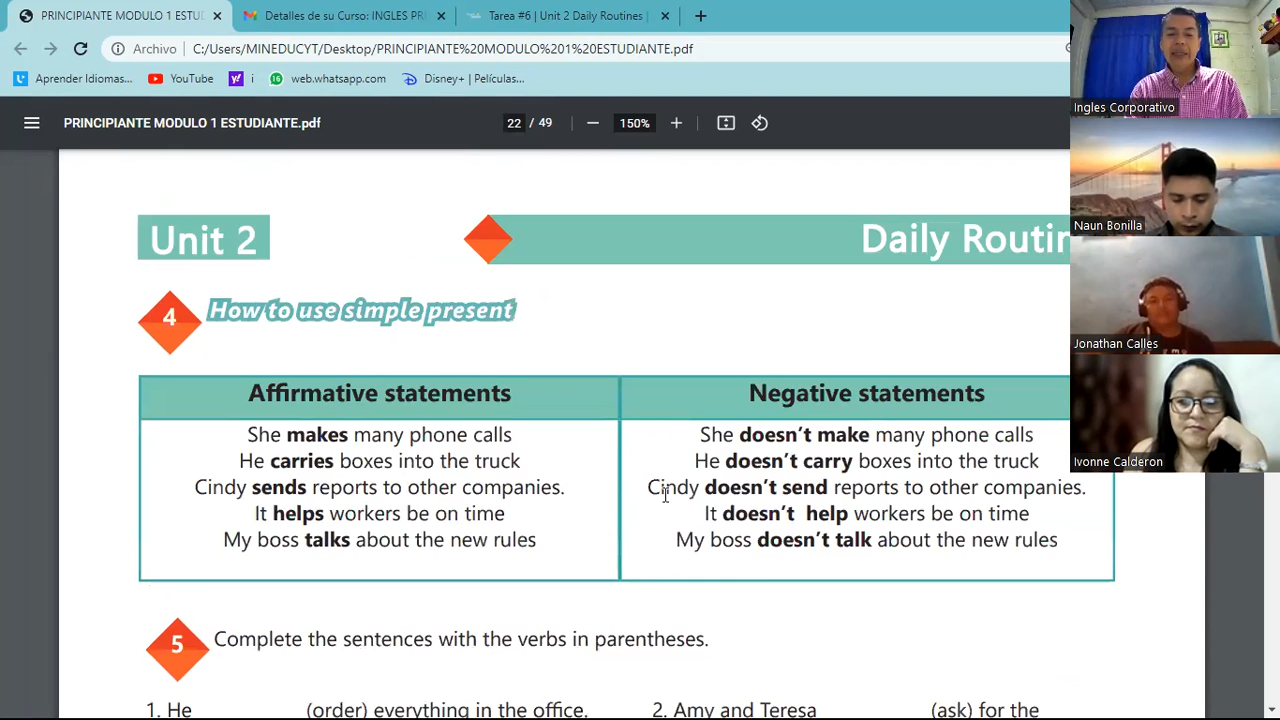 PRINCIPIANTE MODULO 1 ESTUD
Detalles de su Curso: INGLES PRI
Tarea #6 | Unit 2 Daily Routines |
Archivo
C:/Users/MINEDUCYT/Desktop/PRINCIPIANTE%20MODULO%201%20ESTUDIANTE.pdf
Aprender Idiomas...
YouTube
i
web.whatsapp.com
Disney+ | Películas...
PRINCIPIANTE MODULO 1 ESTUDIANTE.pdf
22 / 49
150%
Unit 2
Daily Routin
4
How to use simple present
Affirmative statements
She makes many phone calls
He carries boxes into the truck
Cindy sends reports to other companies.
It helps workers be on time
My boss talks about the new rules
Negative statements
She doesn't make many phone calls
He doesn't carry boxes into the truck
Cindy doesn't send reports to other companies.
It doesn't help workers be on time
My boss doesn't talk about the new rules
5
Complete the sentences with the verbs in parentheses.
1. He (order) everything in the office.
2. Amy and Teresa (ask) for the
Ingles Corporativo
Naun Bonilla
Jonathan Calles
Ivonne Calderon